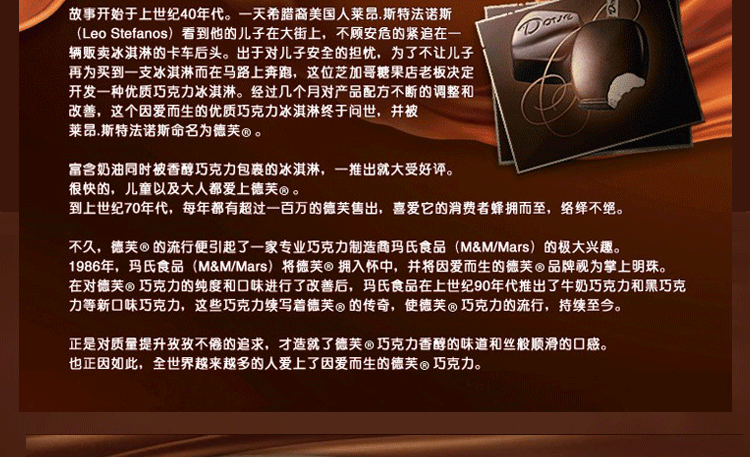 故事开始于上世纪40年代。一天希腊裔美国人莱昂.斯特法诺斯
（Leo Stefanos）看到他的儿子在大街上，不顾安危的紧追在一
辆贩卖冰淇淋的卡车后头。出于对儿子安全的担忧，为了不让儿子
再为买到一支冰淇淋而在马路上奔跑，这位芝加哥糖果店老板决定
开发一种优质巧克力冰淇淋。经过几个月对产品配方不断的调整和
改善，这个因爱而生的优质巧克力冰淇淋终于问世，并被
莱昂.斯特法诺斯命名为德芙®。
富含奶油同时被香醇巧克力包裹的冰淇淋，一推出就大受好评。
很快的，儿童以及大人都爱上德芙®。
到上世纪70年代，每年都有超过一百万的德芙售出，喜爱它的消费者蜂拥而至，络绎不绝。
不久，德芙®的流行便引起了一家专业巧克力制造商玛氏食品（M&M/Mars）的极大兴趣。
1986年，玛氏食品（M&M/Mars）将德芙®拥入怀中，并将因爱而生的德芙®品牌视为掌上明珠。
在对德芙®巧克力的纯度和口味进行了改善后，玛氏食品在上世纪90年代推出了牛奶巧克力和黑巧克
力等新口味巧克力，这些巧克力续写着德芙®的传奇，使德芙®巧克力的流行，持续至今。
正是对质量提升孜孜不倦的追求，才造就了德芙®巧克力香醇的味道和丝般顺滑的口感。
也正因如此，全世界越来越多的人爱上了因爱而生的德芙®巧克力。
DOVE